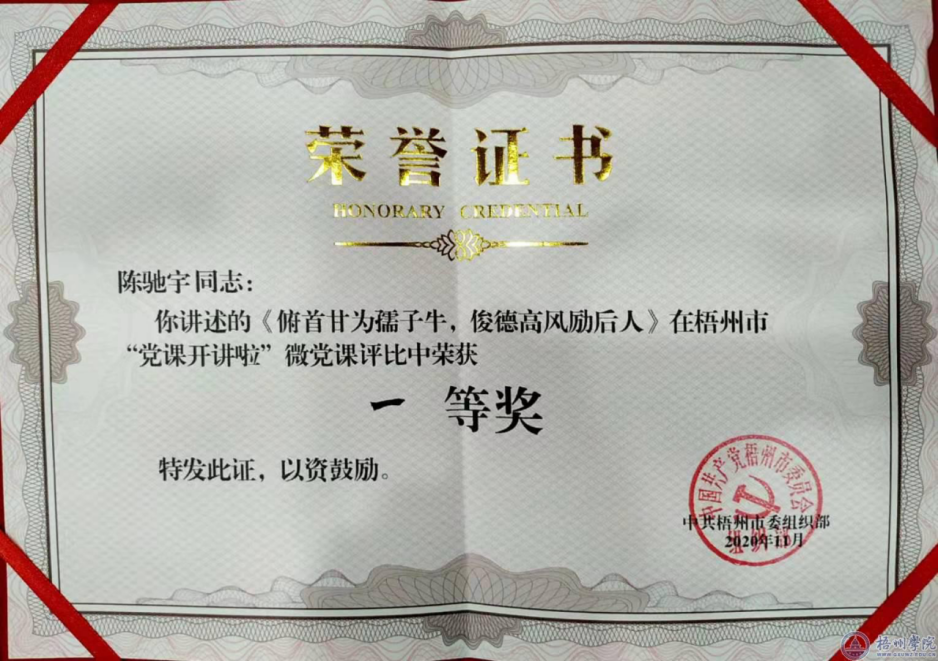 荣誉证书
HONORARY CREDENTIAL
陈驰宇同志：
你讲述的《俯首甘为孺子牛，俊德高风励后人》在梧州市
“党课开讲啦”微党课评比中荣获
一 等奖
特发此证，以资鼓励。
中国共产党梧州市委员会
组织部
中共梧州市委组织部
2020年11月
梧州学院